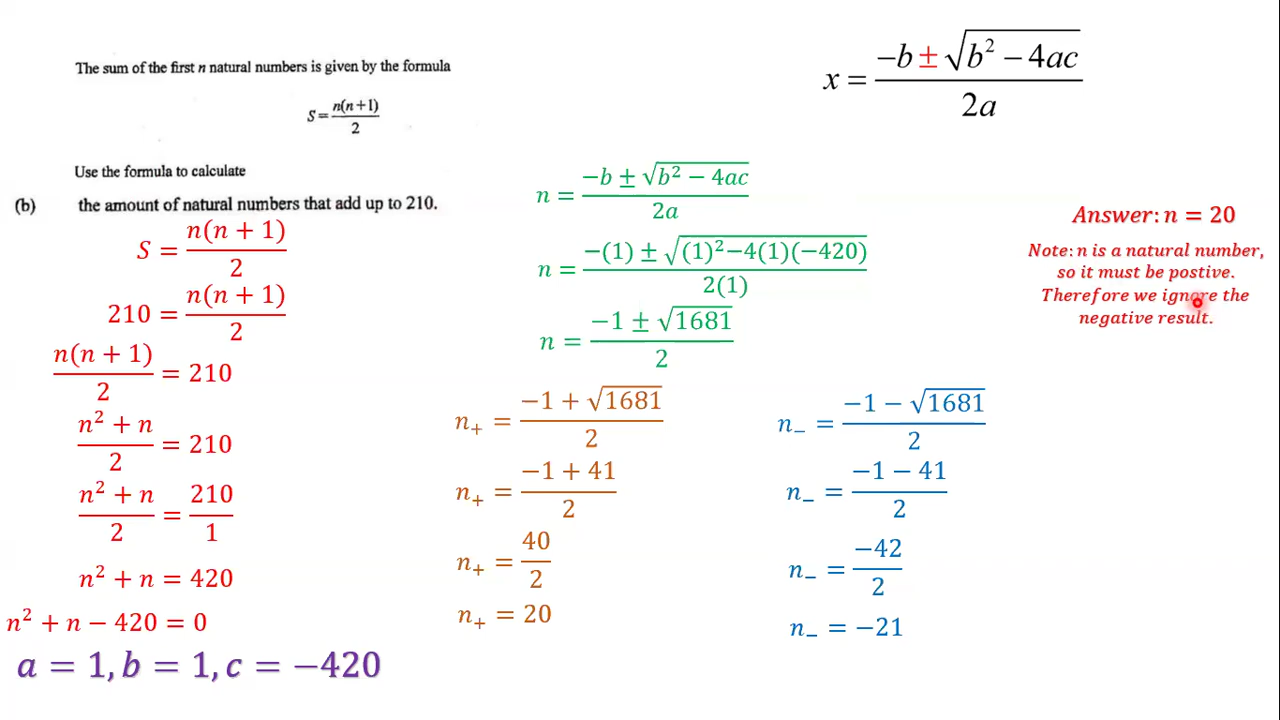 The sum of the first n natural numbers is given by the formula
S = n(n+1)/2
Use the formula to calculate
(b) the amount of natural numbers that add up to 210.
S = n(n + 1)/2
210 = n(n + 1)/2
n(n + 1)/2 = 210
n² + n/2 = 210
n² + n/2 = 210/1
n² + n = 420
n² + n − 420 = 0
a = 1, b = 1, c = −420
x = −b ± √b² − 4ac/2a
n = −b ± √b² − 4ac/2a
n = −(1) ± √(1)²−4(1)(−420)/2(1)
n = −1 ± √1681/2
n₊ = −1 + √1681/2
n₊ = −1 + 41/2
n₊ = 40/2
n₊ = 20
n₋ = −1 − √1681/2
n₋ = −1 − 41/2
n₋ = −42/2
n₋ = −21
Answer: n = 20
Note: n is a natural number,
so it must be postive.
Therefore we ignore the
negative result.